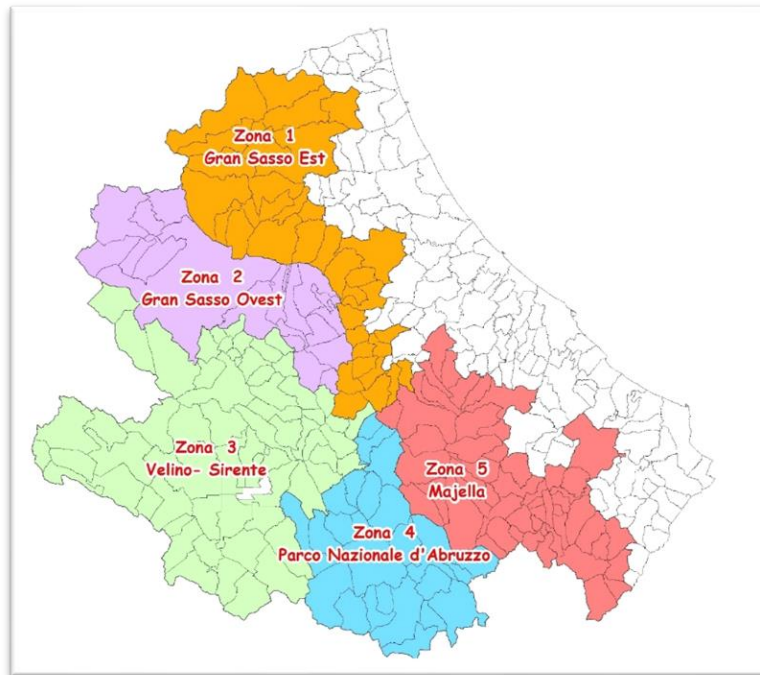 Zona 1
Gran Sasso Est
Zona 2
Gran Sasso Ovest
Zona 3
Velino- Sirente
Zona 5
Majella
Zona 4
Parco Nazionale d'Abruzzo